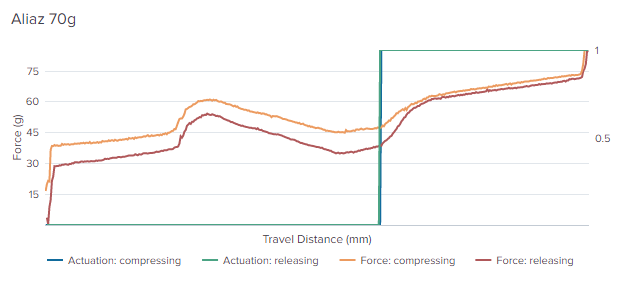 Aliaz 70g
75
60
45
30
15
Force (g)
1
0.5
Travel Distance (mm)
Actuation: compressing
Actuation: releasing
Force: compressing
Force: releasing